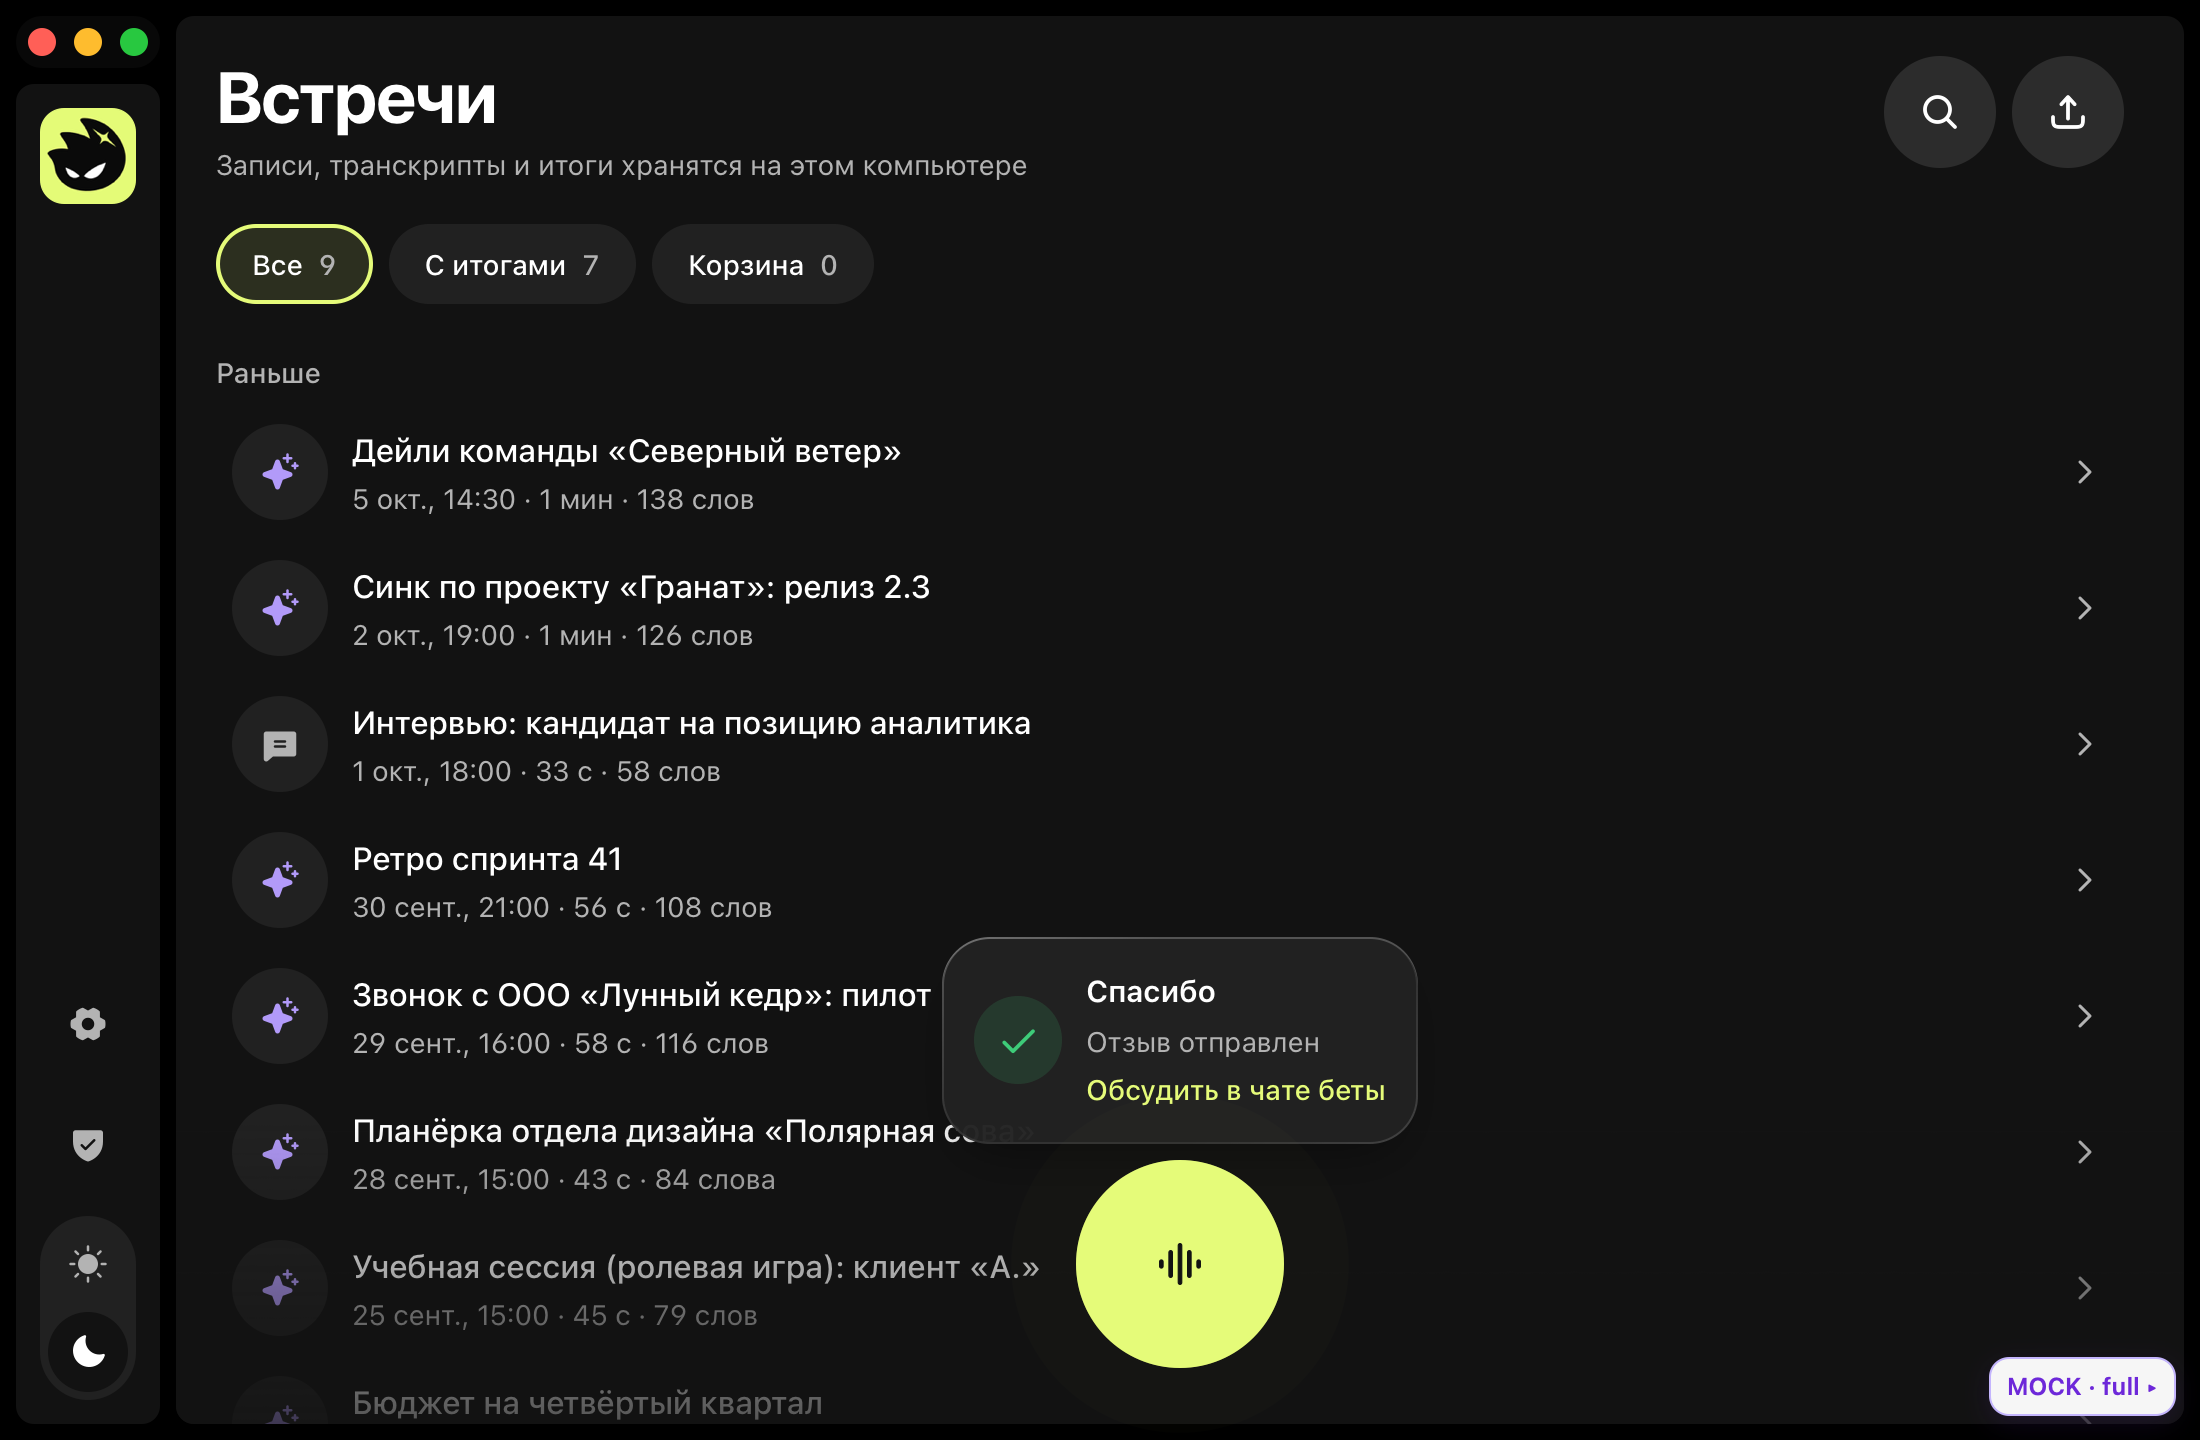 Встречи
Записи, транскрипты и итоги хранятся на этом компьютере
Все 9
С итогами 7
Корзина 0
Раньше
Дейли команды «Северный ветер»
5 окт., 14:30 · 1 мин · 138 слов
Синк по проекту «Гранат»: релиз 2.3
2 окт., 19:00 · 1 мин · 126 слов
Интервью: кандидат на позицию аналитика
1 окт., 18:00 · 33 с · 58 слов
Ретро спринта 41
30 сент., 21:00 · 56 с · 108 слов
Звонок с ООО «Лунный кедр»: пилот
29 сент., 16:00 · 58 с · 116 слов
Спасибо
Отзыв отправлен
Обсудить в чате беты
Планёрка отдела дизайна «Полярная сова»
28 сент., 15:00 · 43 с · 84 слова
Учебная сессия (ролевая игра): клиент «А.»
25 сент., 15:00 · 45 с · 79 слов
Бюджет на четвёртый квартал
MOCK · full ▸